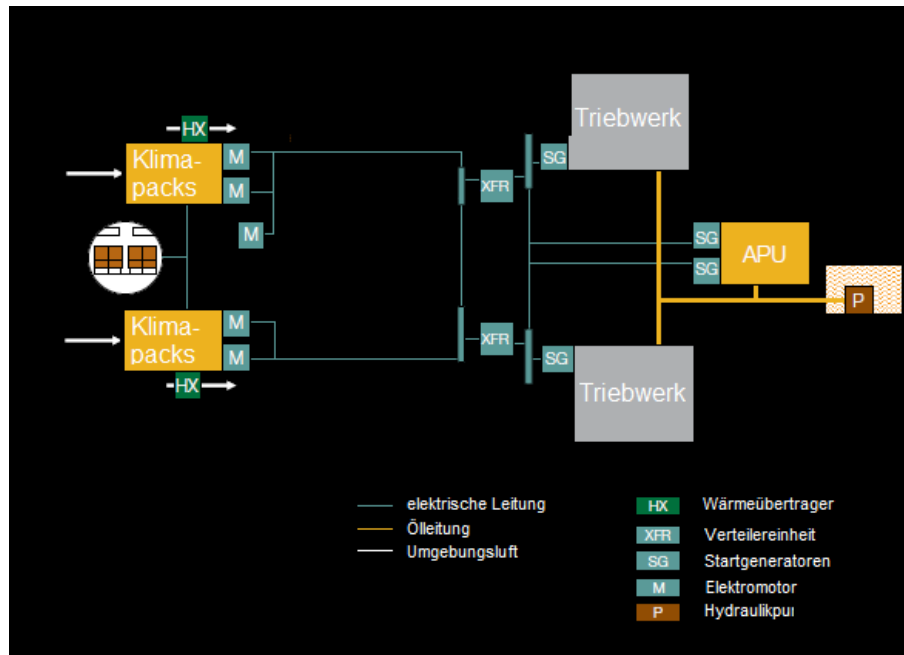 HX
Triebwerk
Klima-
packs
M
M
M
SG
XFR
SG
SG
APU
P
Klima-
packs
M
M
HX
XFR
SG
Triebwerk
elektrische Leitung
Ölleitung
Umgebungsluft
HX Wärmeübertrager
XFR Verteilereinheit
SG Startgeneratoren
M Elektromotor
P Hydraulikpur